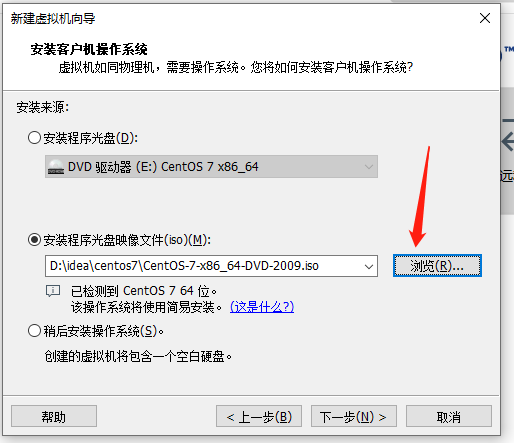 新建虚拟机向导
安装客户机操作系统
虚拟机如同物理机，需要操作系统。您将如何安装客户机操作系统?
安装来源:
安装程序光盘(D):
DVD 驱动器 (E:) CentOS 7 x86_64
安装程序光盘映像文件(iso)(M):
D:\idea\centos7\CentOS-7-x86_64-DVD-2009.iso
浏览(R)...
已检测到 CentOS 7 64 位。
该操作系统将使用简易安装。 (这是什么?)
稍后安装操作系统(S)。
创建的虚拟机将包含一个空白硬盘。
帮助
< 上一步(B)
下一步(N) >
取消
TM
远